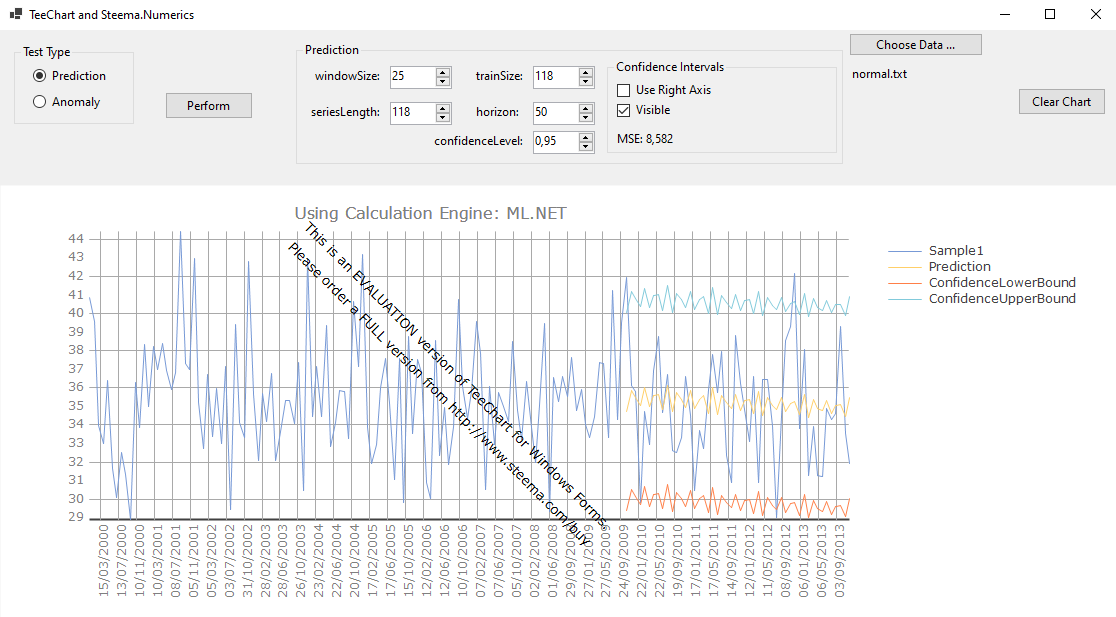 TeeChart and Steema.Numerics
Test Type
Prediction
Anomaly
Perform
Prediction
windowSize: 25
trainSize: 118
seriesLength: 118
horizon: 50
confidenceLevel: 0,95
Confidence Intervals
Use Right Axis
Visible
MSE: 8,582
Choose Data ...
normal.txt
Clear Chart
Using Calculation Engine: ML.NET
This is an EVALUATION version of TeeChart for Windows Forms.
Please order a FULL version from http://www.steema.com/buy
44
43
42
41
40
39
38
37
36
35
34
33
32
31
30
29
15/03/2000
13/07/2000
10/11/2000
10/03/2001
08/07/2001
05/11/2001
05/03/2002
03/07/2002
31/10/2002
28/02/2003
28/06/2003
26/10/2003
23/02/2004
22/06/2004
20/10/2004
17/02/2005
17/06/2005
15/10/2005
12/02/2006
12/06/2006
10/10/2006
07/02/2007
07/06/2007
05/10/2007
02/02/2008
01/06/2008
29/09/2008
27/01/2009
27/05/2009
24/09/2009
22/01/2010
22/05/2010
19/09/2010
17/01/2011
17/05/2011
14/09/2011
12/01/2012
11/05/2012
08/09/2012
06/01/2013
06/05/2013
03/09/2013
Sample1
Prediction
ConfidenceLowerBound
ConfidenceUpperBound